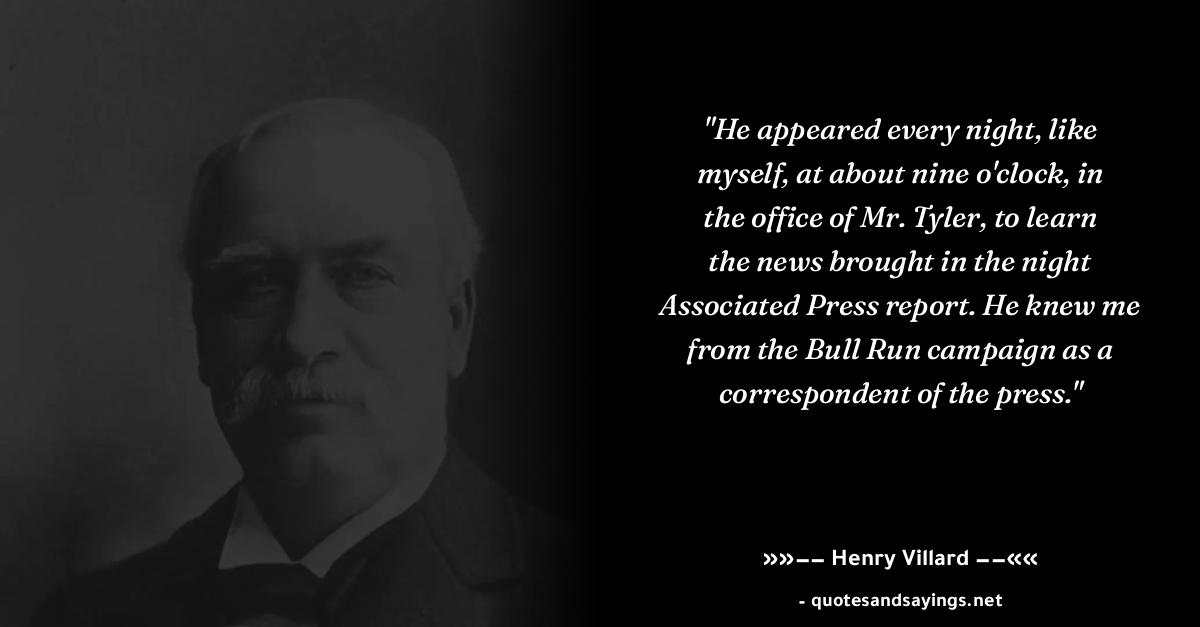 "He appeared every night, like
myself, at about nine o'clock, in
the office of Mr. Tyler, to learn
the news brought in the night
Associated Press report. He knew me
from the Bull Run campaign as a
correspondent of the press."
»»−− Henry Villard −−««
- quotesandsayings.net